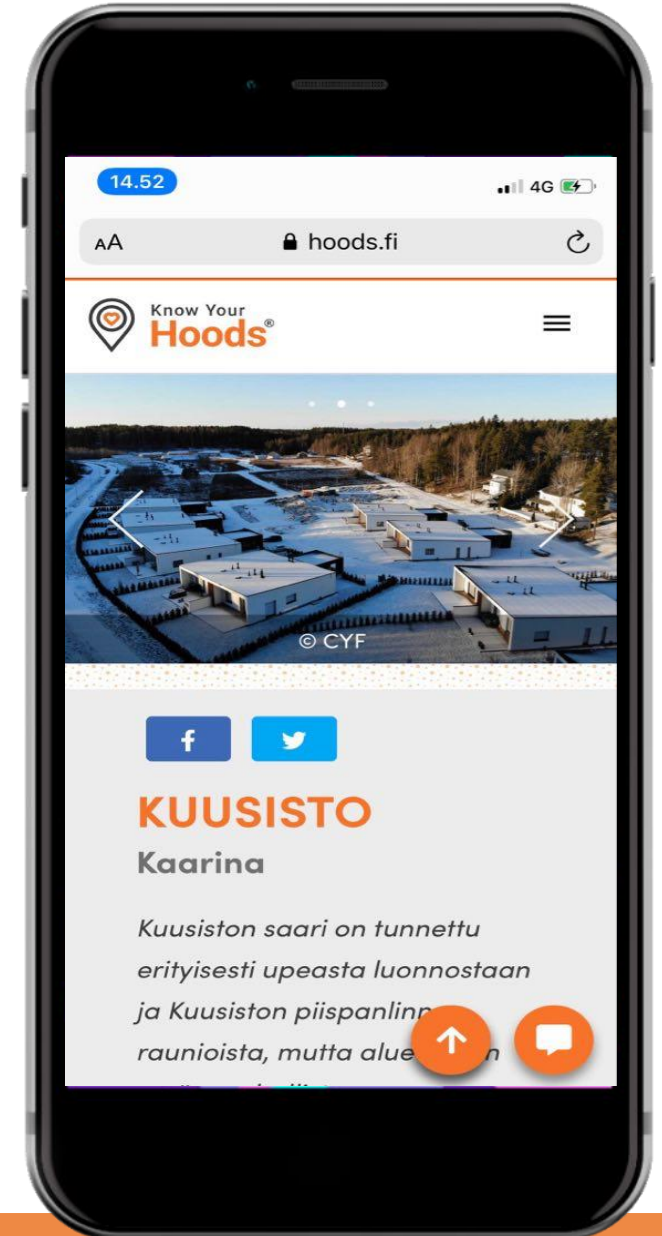 14.52 4G
AA hoods.fi
Know Your
Hoods®
© CYF
KUUSISTO
Kaarina
Kuusiston saari on tunnettu
erityisesti upeasta luonnostaan
ja Kuusiston piispanlinn
raunioista, mutta alue